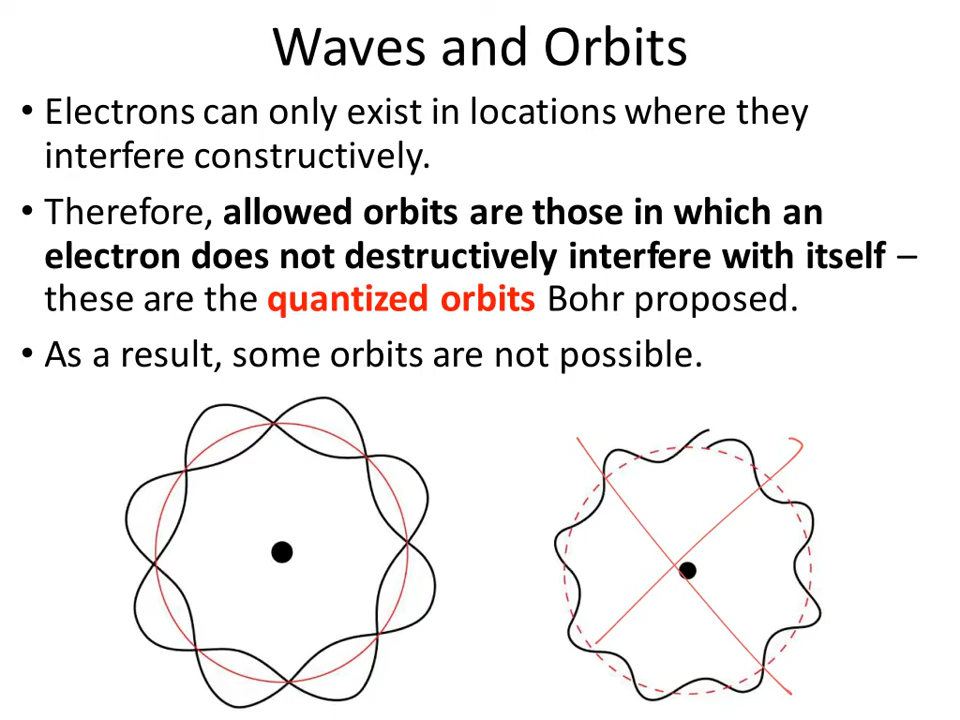 Waves and Orbits
• Electrons can only exist in locations where they
interfere constructively.
• Therefore, allowed orbits are those in which an
electron does not destructively interfere with itself –
these are the quantized orbits Bohr proposed.
• As a result, some orbits are not possible.